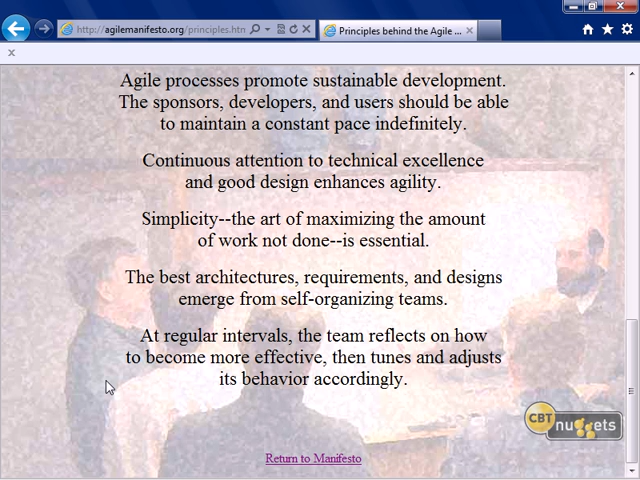 http://agilemanifesto.org/principles.htm
Principles behind the Agile ...
x
Agile processes promote sustainable development.
The sponsors, developers, and users should be able
to maintain a constant pace indefinitely.
Continuous attention to technical excellence
and good design enhances agility.
Simplicity--the art of maximizing the amount
of work not done--is essential.
The best architectures, requirements, and designs
emerge from self-organizing teams.
At regular intervals, the team reflects on how
to become more effective, then tunes and adjusts
its behavior accordingly.
CBT nuggets
Return to Manifesto